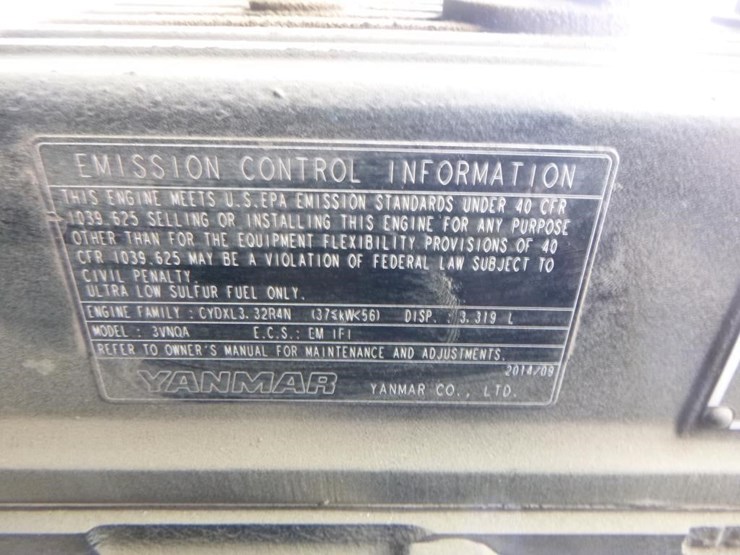 EMISSION CONTROL INFORMATION
THIS ENGINE MEETS U.S.EPA EMISSION STANDARDS UNDER 40 CFR
1039.625 SELLING OR INSTALLING THIS ENGINE FOR ANY PURPOSE
OTHER THAN FOR THE EQUIPMENT FLEXIBILITY PROVISIONS OF 40
CFR 1039.625 MAY BE A VIOLATION OF FEDERAL LAW SUBJECT TO
CIVIL PENALTY.
ULTRA LOW SULFUR FUEL ONLY.
ENGINE FAMILY : CYDXL3.32R4N (37≤kW<56) DISP. : 3.319 L
MODEL : 3VNQA E.C.S.: EM IFI
REFER TO OWNER'S MANUAL FOR MAINTENANCE AND ADJUSTMENTS.
2014/09
YANMAR YANMAR CO., LTD.